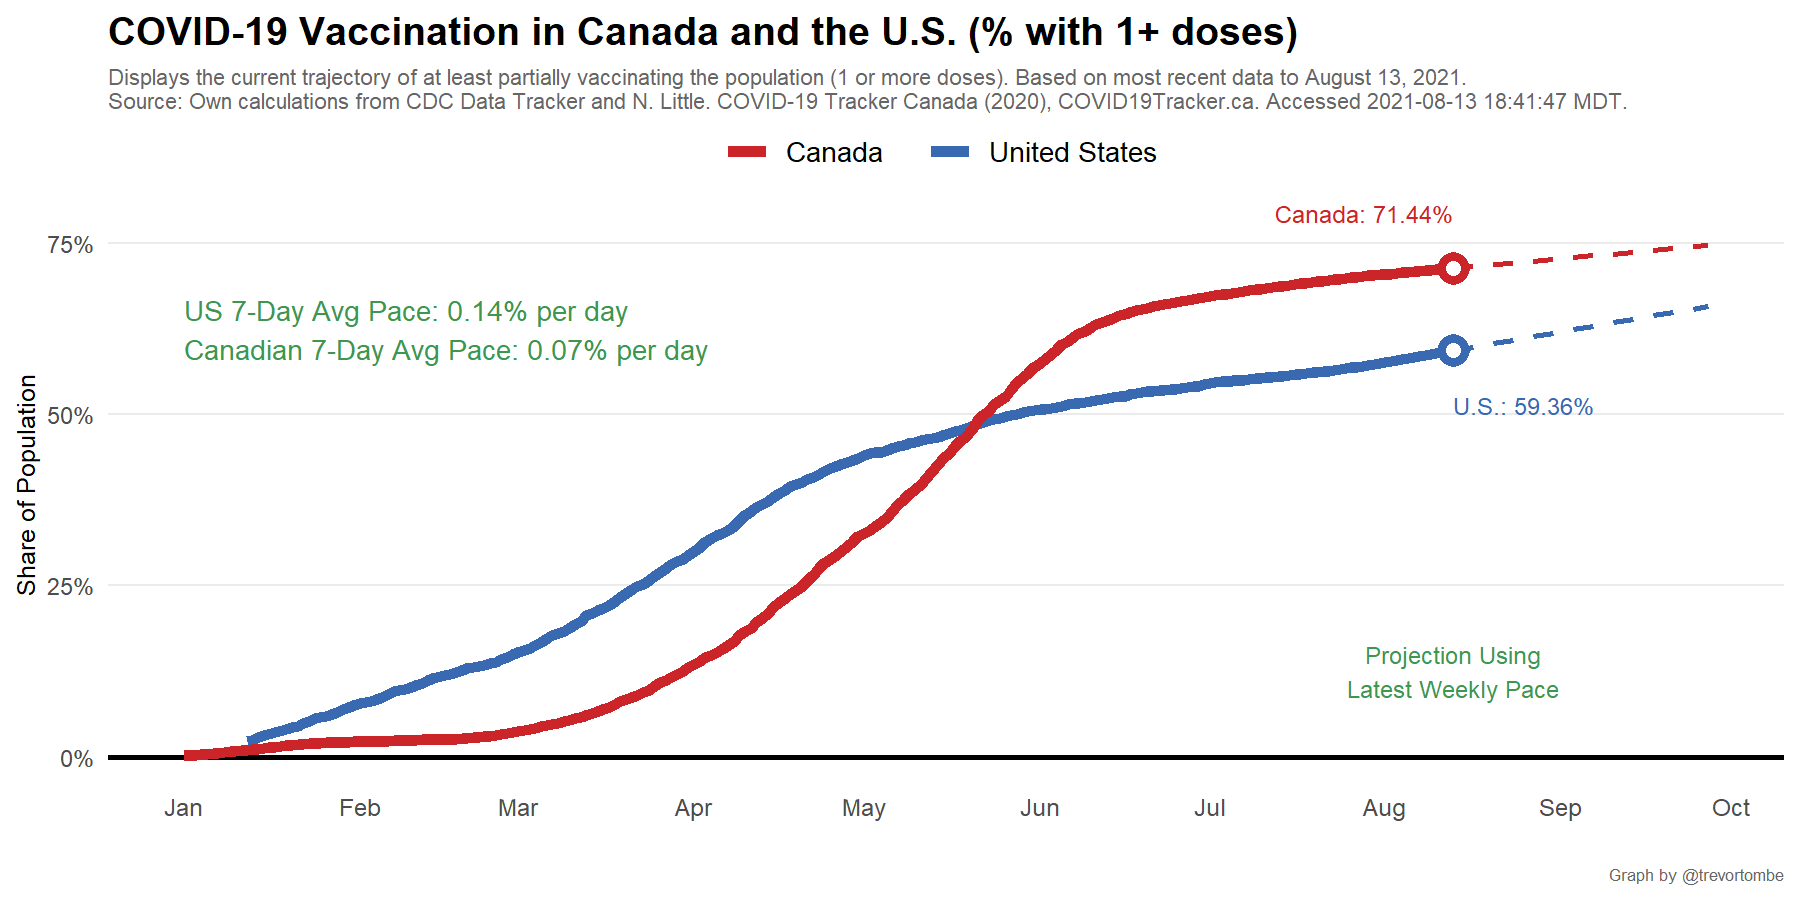 COVID-19 Vaccination in Canada and the U.S. (% with 1+ doses)
Displays the current trajectory of at least partially vaccinating the population (1 or more doses). Based on most recent data to August 13, 2021.
Source: Own calculations from CDC Data Tracker and N. Little. COVID-19 Tracker Canada (2020), COVID19Tracker.ca. Accessed 2021-08-13 18:41:47 MDT.
Canada United States
Canada: 71.44%
75%
US 7-Day Avg Pace: 0.14% per day
Canadian 7-Day Avg Pace: 0.07% per day
U.S.: 59.36%
50%
Share of Population
25%
Projection Using
Latest Weekly Pace
0%
Jan Feb Mar Apr May Jun Jul Aug Sep Oct
Graph by @trevortombe